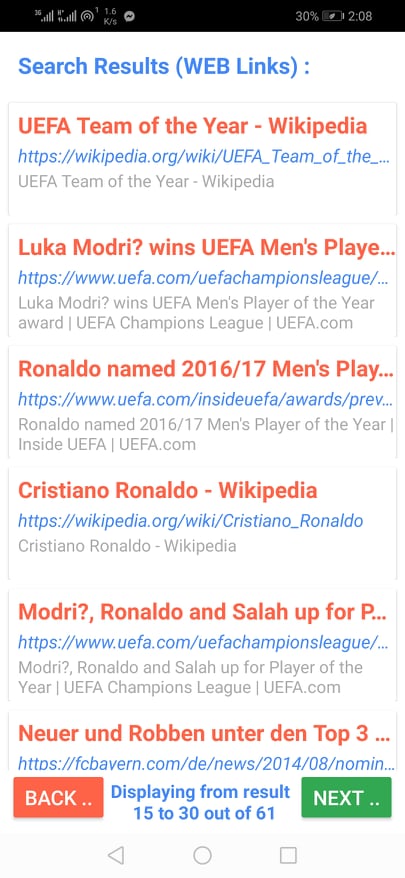 3G H+ 1 1.6 K/s 30% 2:08
Search Results (WEB Links) :
UEFA Team of the Year - Wikipedia
https://wikipedia.org/wiki/UEFA_Team_of_the_...
UEFA Team of the Year - Wikipedia
Luka Modri? wins UEFA Men's Playe...
https://www.uefa.com/uefachampionsleague/...
Luka Modri? wins UEFA Men's Player of the Year
award | UEFA Champions League | UEFA.com
Ronaldo named 2016/17 Men's Play...
https://www.uefa.com/insideuefa/awards/prev...
Ronaldo named 2016/17 Men's Player of the Year |
Inside UEFA | UEFA.com
Cristiano Ronaldo - Wikipedia
https://wikipedia.org/wiki/Cristiano_Ronaldo
Cristiano Ronaldo - Wikipedia
Modri?, Ronaldo and Salah up for P...
https://www.uefa.com/uefachampionsleague/...
Modri?, Ronaldo and Salah up for Player of the
Year | UEFA Champions League | UEFA.com
Neuer und Robben unter den Top 3 ...
https://fcbayern.com/de/news/2014/08/nomin...
BACK ..
Displaying from result
15 to 30 out of 61
NEXT ..